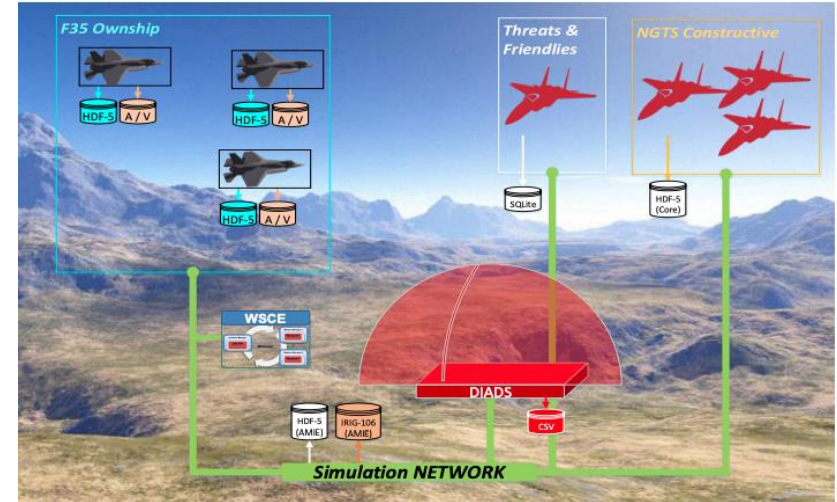 F35 Ownship
HDF-5
A / V
HDF-5
A / V
HDF-5
A / V
Threats &
Friendlies
SQLite
NGTS Constructive
HDF-5
(Core)
WSCE
DIADS
CSV
HDF-5
(AMIE)
IRIG-106
(AMIE)
Simulation NETWORK